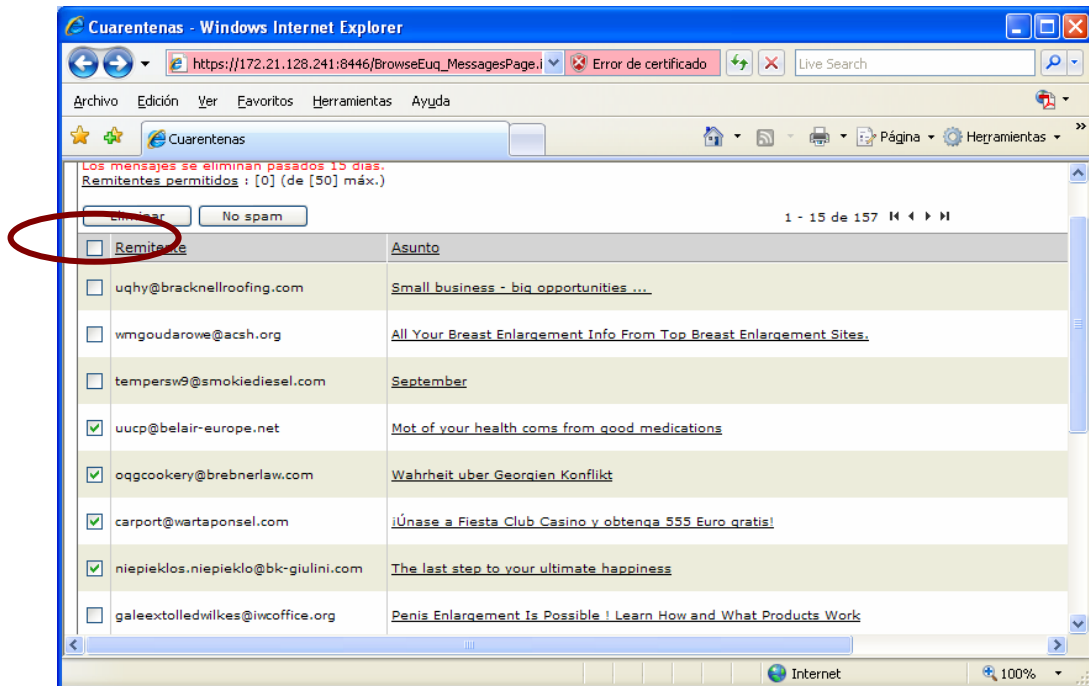 Cuarentenas - Windows Internet Explorer
https://172.21.128.241:8446/BrowseEuq_MessagesPage.i Error de certificado Live Search
Archivo Edición Ver Favoritos Herramientas Ayuda
Cuarentenas Página Herramientas
Los mensajes se eliminan pasados 15 días.
Remitentes permitidos : [0] (de [50] máx.)
Eliminar No spam 1 - 15 de 157
Remitente Asunto
uqhy@bracknellroofing.com Small business - big opportunities ...
wmgoudarowe@acsh.org All Your Breast Enlargement Info From Top Breast Enlargement Sites.
tempersw9@smokiediesel.com September
uucp@belair-europe.net Mot of your health coms from good medications
oqgcookery@brebnerlaw.com Wahrheit uber Georgien Konflikt
carport@wartaponsel.com ¡Únase a Fiesta Club Casino y obtenga 555 Euro gratis!
niepieklos.niepieklo@bk-giulini.com The last step to your ultimate happiness
galeextolledwilkes@iwcoffice.org Penis Enlargement Is Possible ! Learn How and What Products Work
Internet 100%